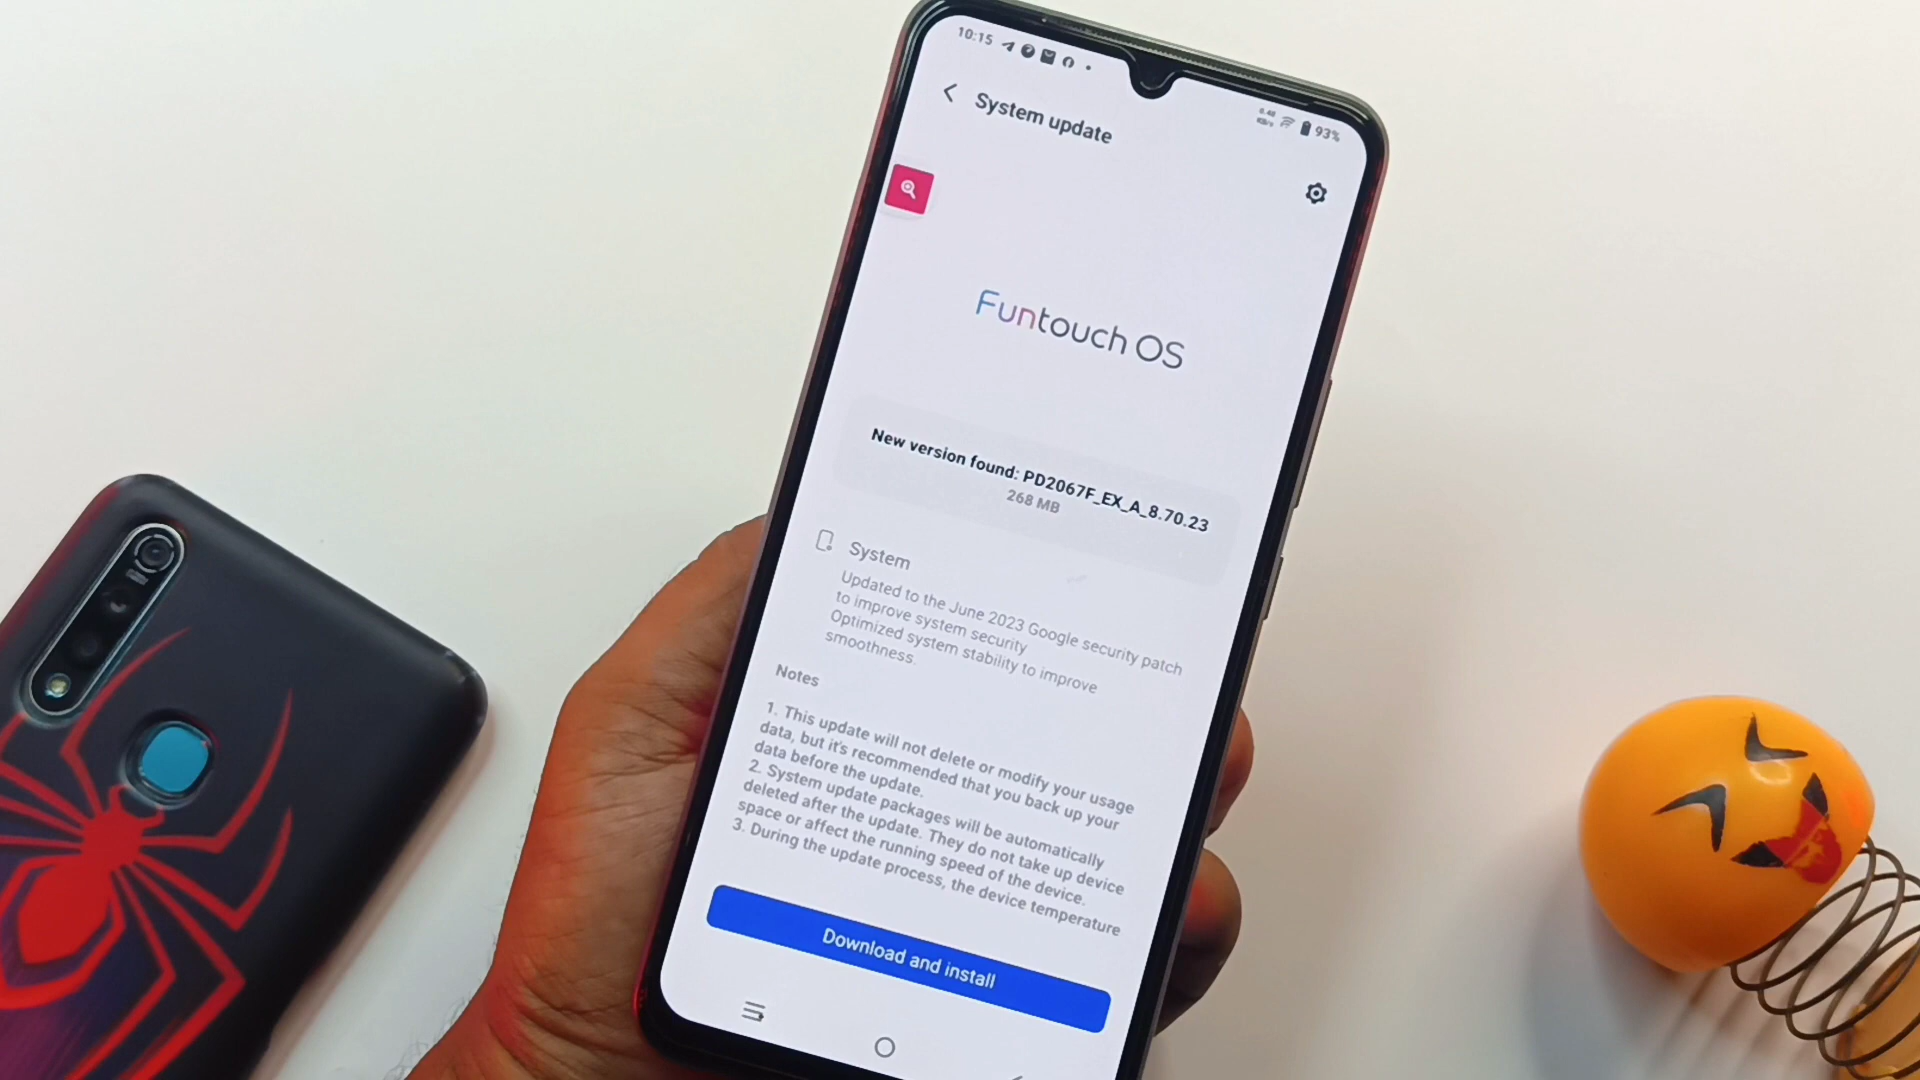 10:15
0.48
KB/s
93%
System update
Funtouch OS
New version found: PD2067F_EX_A_8.70.23
268 MB
System
Updated to the June 2023 Google security patch
to improve system security
Optimized system stability to improve
smoothness.
Notes
1. This update will not delete or modify your usage
data, but it's recommended that you back up your
data before the update.
2. System update packages will be automatically
deleted after the update. They do not take up device
space or affect the running speed of the device.
3. During the update process, the device temperature
Download and install